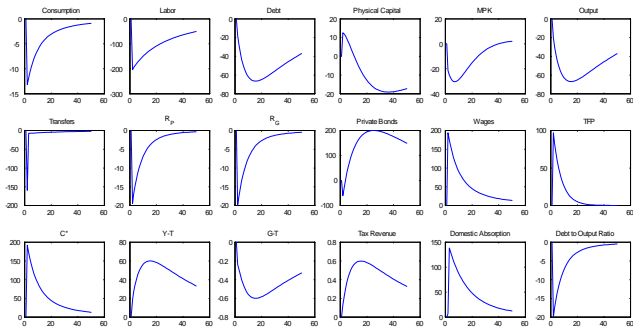 Consumption Labor Debt Physical Capital MPK Output
0 -5 -10 -15 0 20 40 60
0 -100 -200 -300 0 20 40 60
0 -20 -40 -60 -80 0 20 40 60
20 10 0 -10 -20 0 20 40 60
40 20 0 -20 -40 0 20 40 60
0 -20 -40 -60 -80 0 20 40 60
Transfers R_P R_G Private Bonds Wages TFP
0 -50 -100 -150 -200 0 20 40 60
0 -5 -10 -15 -20 0 20 40 60
0 -5 -10 -15 -20 0 20 40 60
200 100 0 -100 0 20 40 60
200 150 100 50 0 0 20 40 60
100 50 0 0 20 40 60
C* Y-T G-T Tax Revenue Domestic Absorption Debt to Output Ratio
200 150 100 50 0 0 20 40 60
80 60 40 20 0 0 20 40 60
0 -0.2 -0.4 -0.6 -0.8 0 20 40 60
0.8 0.6 0.4 0.2 0 0 20 40 60
150 100 50 0 0 20 40 60
0 -5 -10 -15 -20 0 20 40 60